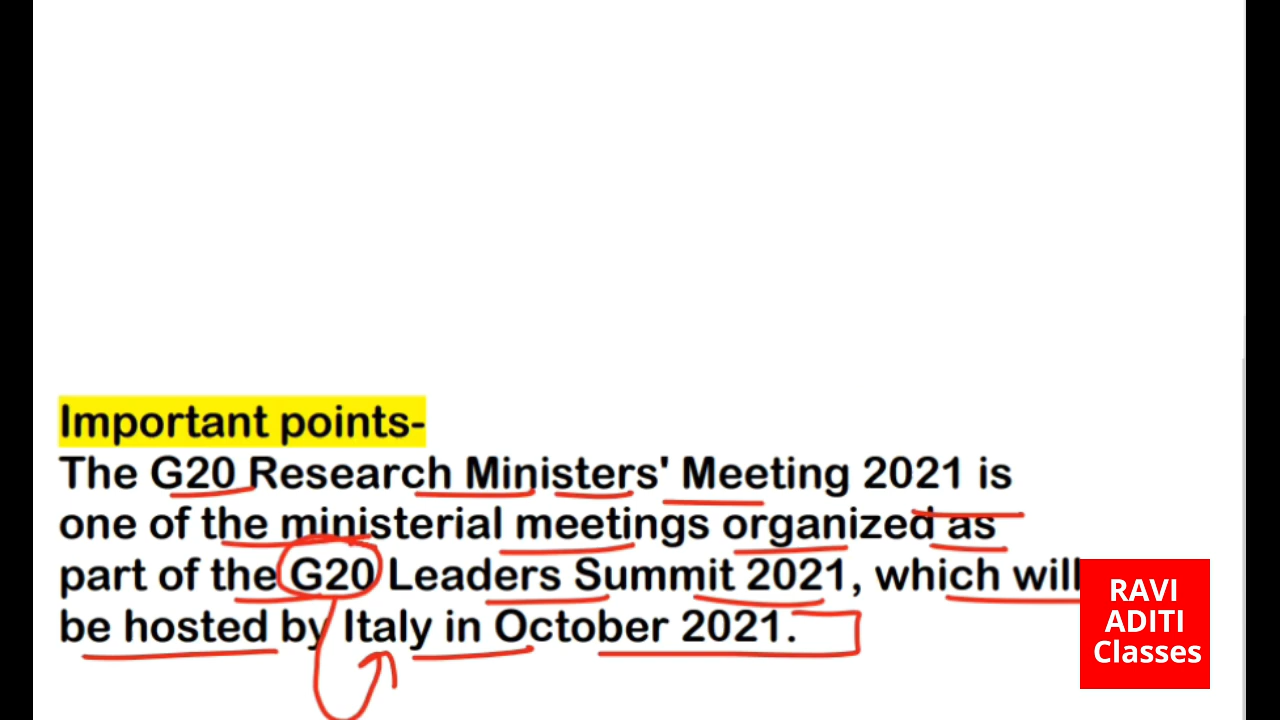 Important points-
The G20 Research Ministers' Meeting 2021 is
one of the ministerial meetings organized as
part of the G20 Leaders Summit 2021, which will
be hosted by Italy in October 2021.
RAVI
ADITI
Classes